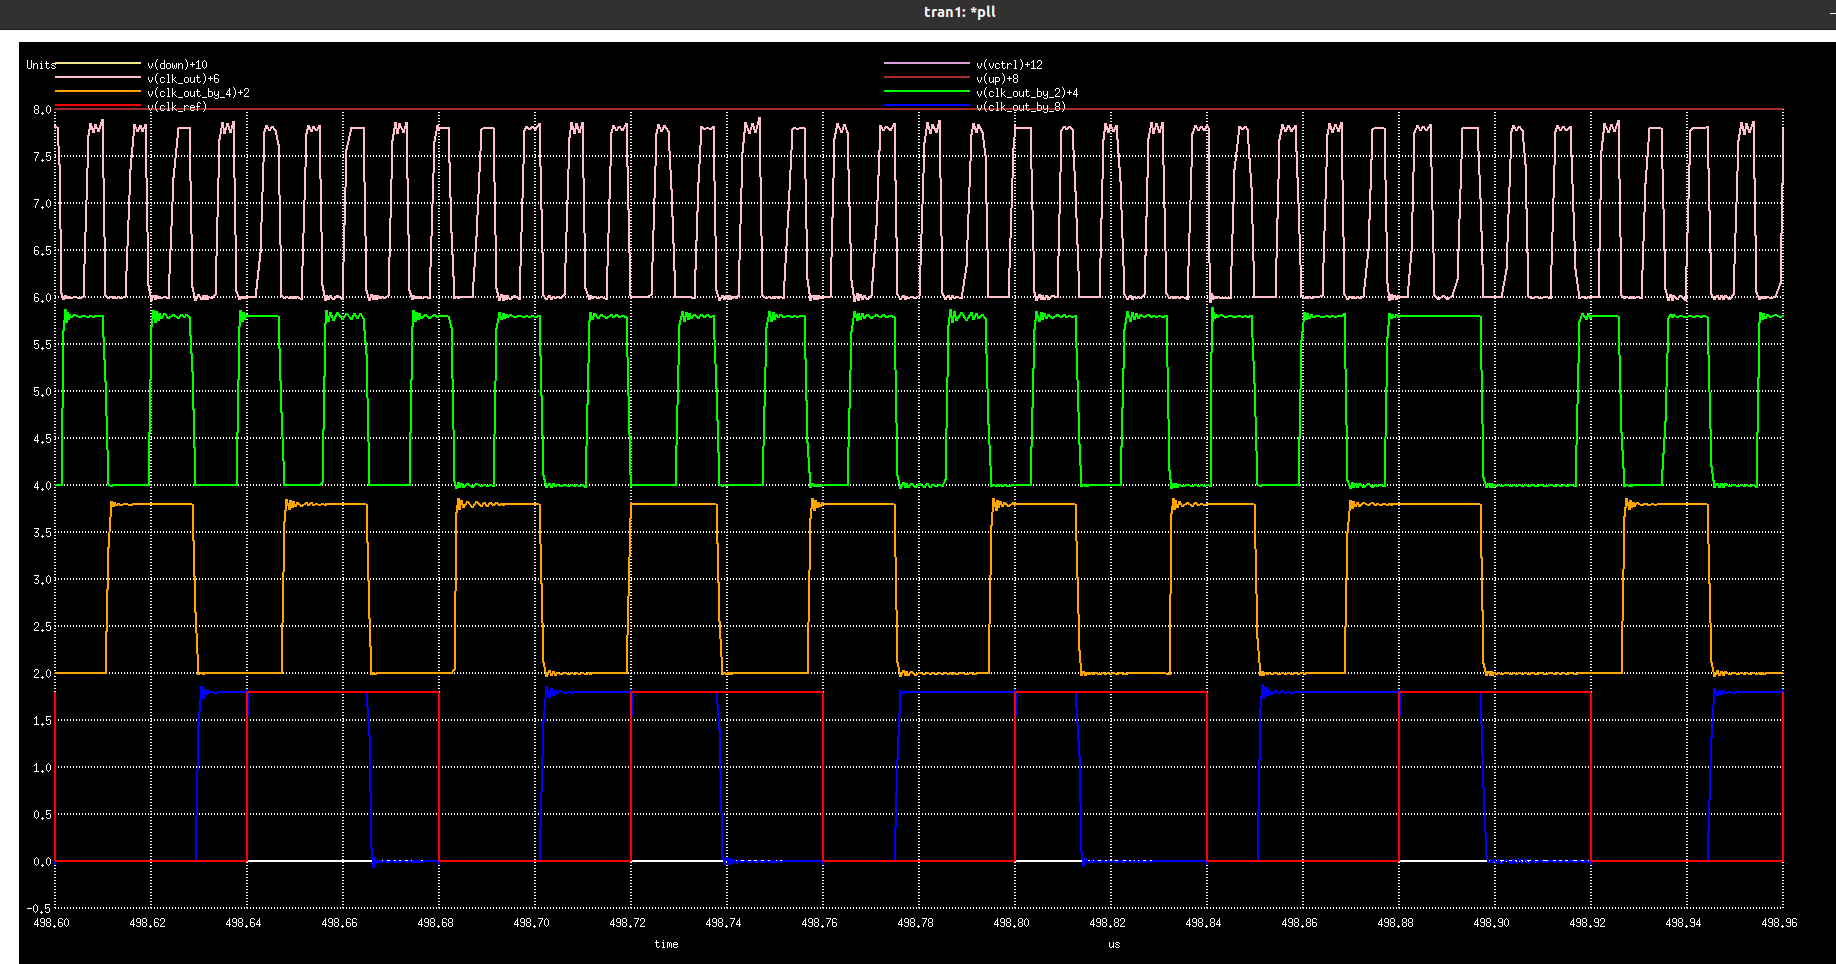 tran1: *pll
Units v(down)+10 v(vctrl)+12
v(clk_out)+6 v(up)+8
v(clk_out_by_4)+2 v(clk_out_by_2)+4
v(clk_ref) v(clk_out_by_8)
8.0
7.5
7.0
6.5
6.0
5.5
5.0
4.5
4.0
3.5
3.0
2.5
2.0
1.5
1.0
0.5
0.0
-0.5
498.60 498.62 498.64 498.66 498.68 498.70 498.72 498.74 498.76 498.78 498.80 498.82 498.84 498.86 498.88 498.90 498.92 498.94 498.96
time us